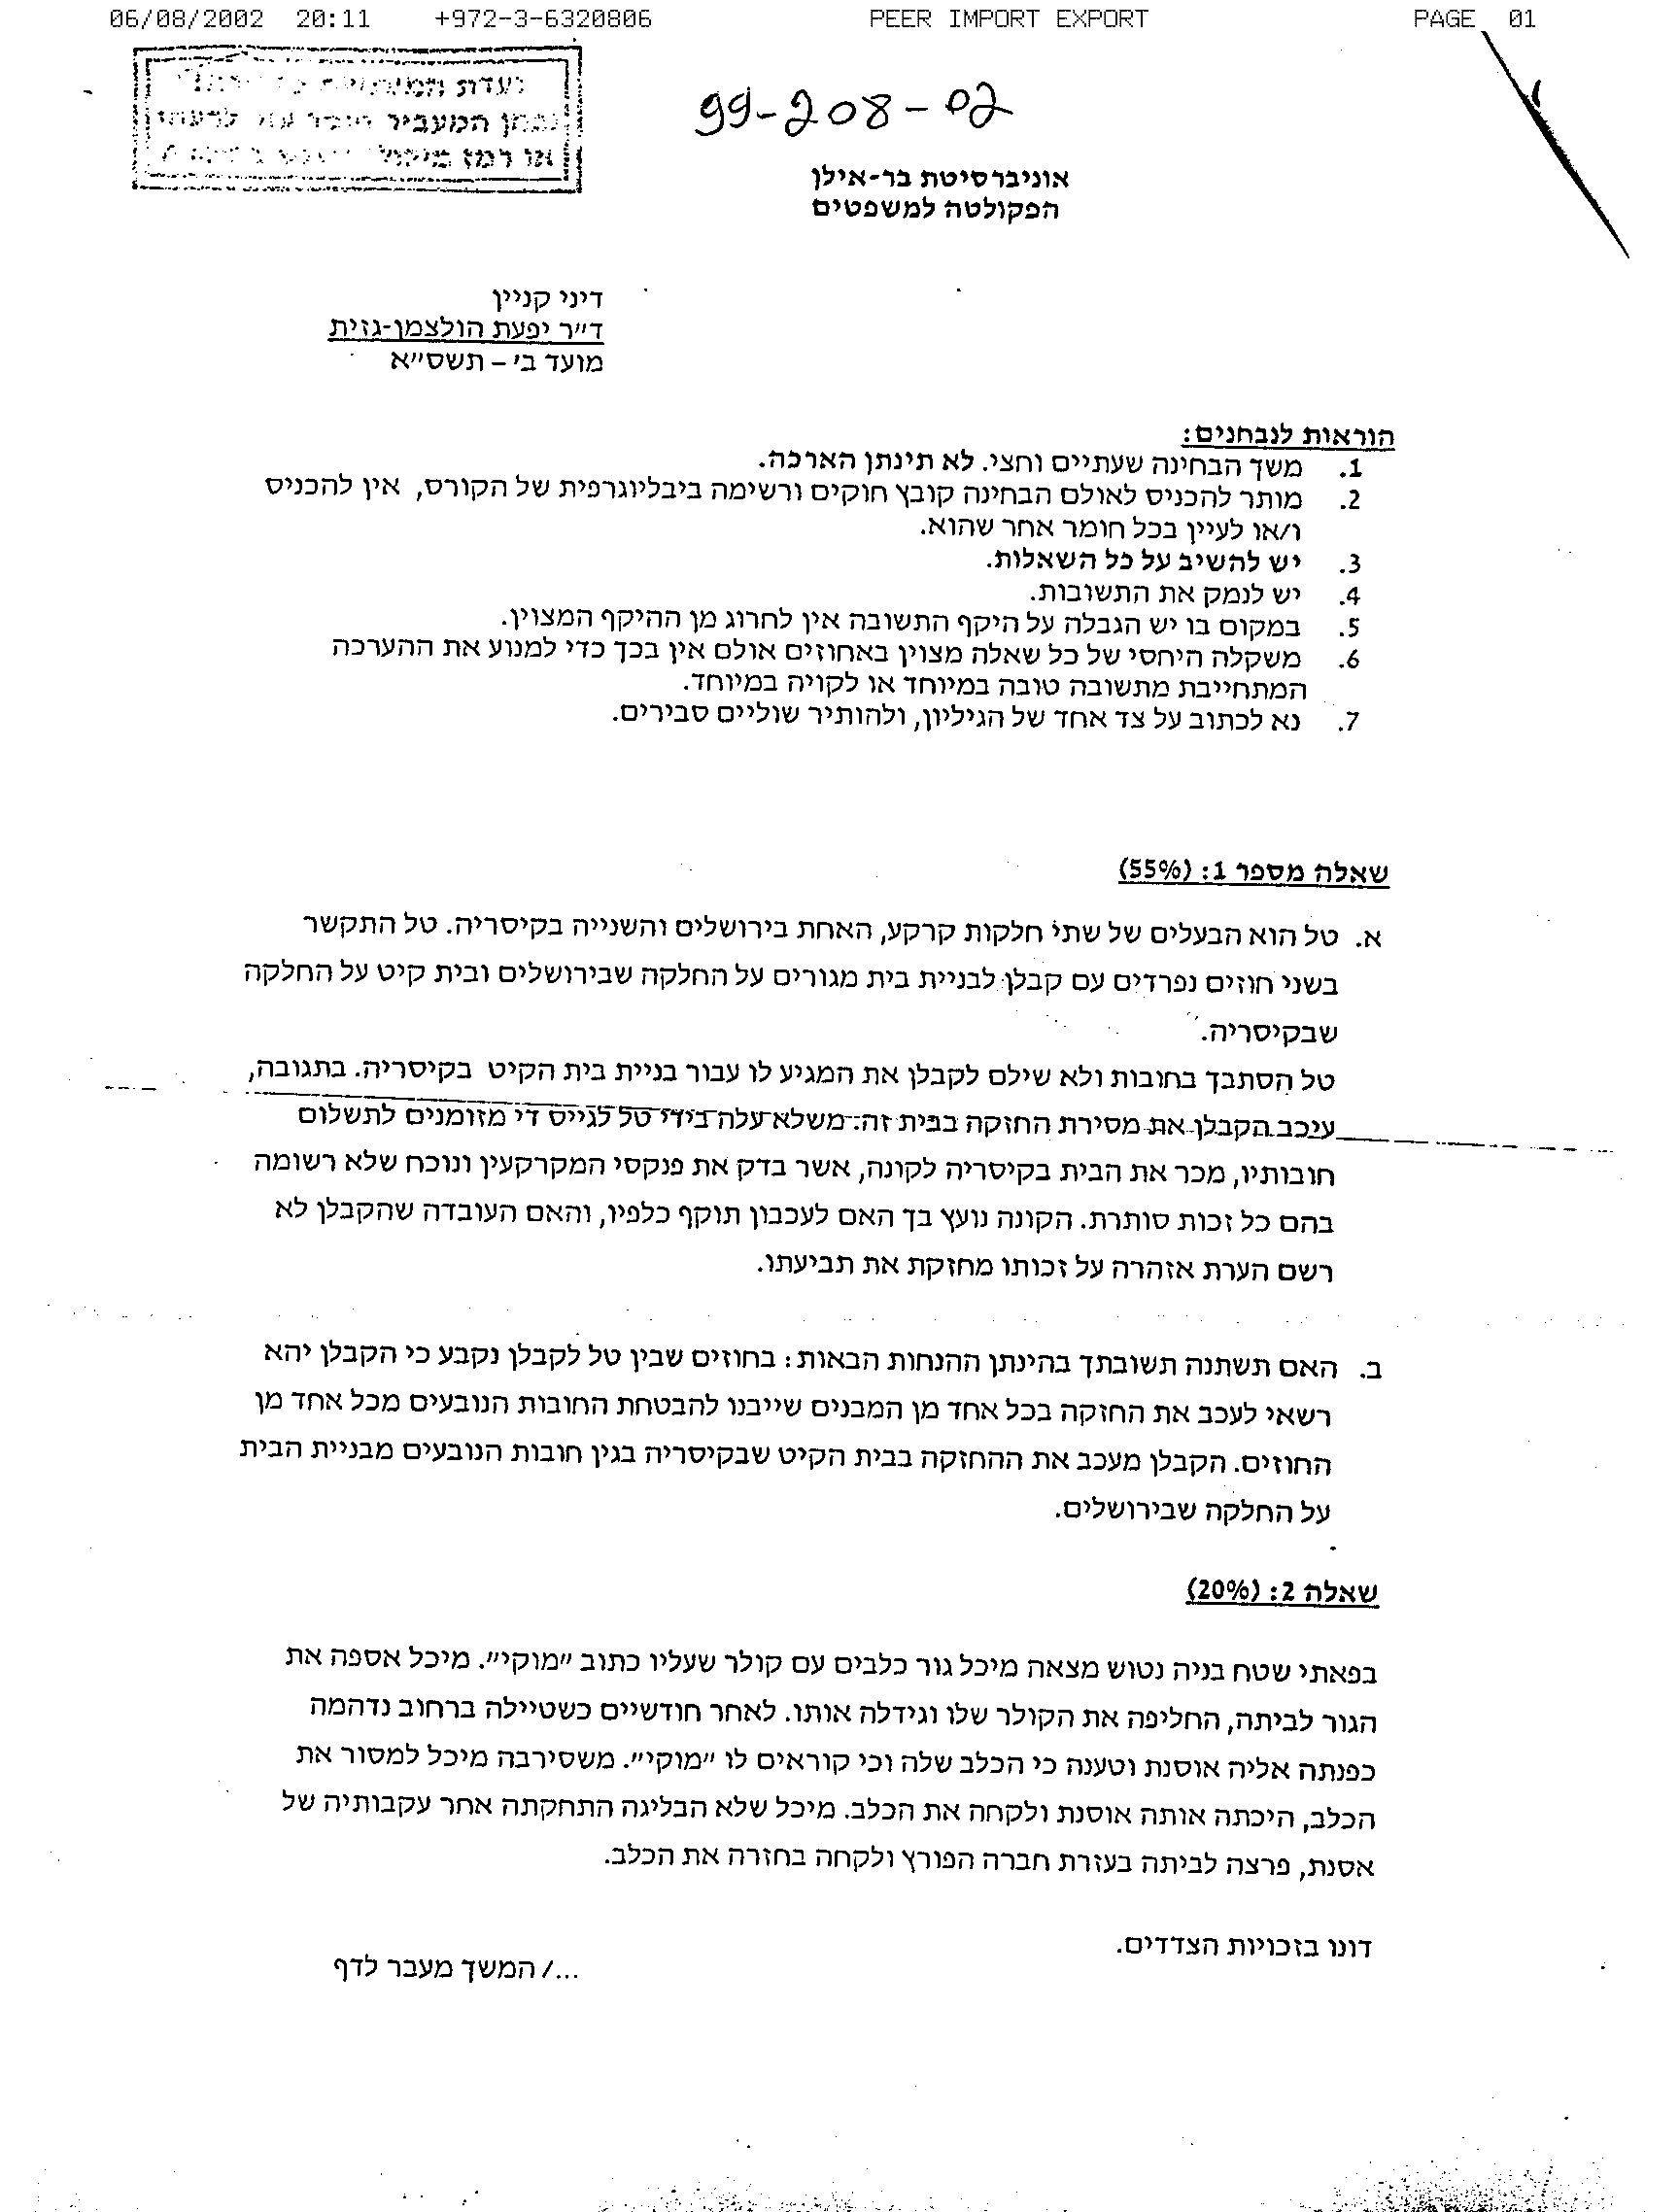 06/08/2002 20:11 +972-3-6320806 PEER IMPORT EXPORT PAGE 01
ועדת
המעביר
או רמז
99-208-02
אוניברסיטת בר-אילן
הפקולטה למשפטים
דיני קניין
ד״ר יפעת הולצמן-גזית
מועד ב׳ – תשס״א
הוראות לנבחנים:
1. משך הבחינה שעתיים וחצי. לא תינתן הארכה.
2. מותר להכניס לאולם הבחינה קובץ חוקים ורשימה ביבליוגרפית של הקורס, אין להכניס
ו/או לעיין בכל חומר אחר שהוא.
3. יש להשיב על כל השאלות.
4. יש לנמק את התשובות.
5. במקום בו יש הגבלה על היקף התשובה אין לחרוג מן ההיקף המצוין.
6. משקלה היחסי של כל שאלה מצוין באחוזים אולם אין בכך כדי למנוע את ההערכה
המתחייבת מתשובה טובה במיוחד או לקויה במיוחד.
7. נא לכתוב על צד אחד של הגיליון, ולהותיר שוליים סבירים.
שאלה מספר 1: (55%)
א. טל הוא הבעלים של שתי חלקות קרקע, האחת בירושלים והשנייה בקיסריה. טל התקשר
בשני חוזים נפרדים עם קבלן לבניית בית מגורים על החלקה שבירושלים ובית קיט על החלקה
שבקיסריה.
טל הסתבך בחובות ולא שילם לקבלן את המגיע לו עבור בניית בית הקיט בקיסריה. בתגובה,
עיכב הקבלן את מסירת החזקה בבית זה. משלא עלה בידי טל לגייס די מזומנים לתשלום
חובותיו, מכר את הבית בקיסריה לקונה, אשר בדק את פנקסי המקרקעין ונוכח שלא רשומה
בהם כל זכות סותרת. הקונה נועץ בך האם לעכבון תוקף כלפיו, והאם העובדה שהקבלן לא
רשם הערת אזהרה על זכותו מחזקת את תביעתו.
ב. האם תשתנה תשובתך בהינתן ההנחות הבאות: בחוזים שבין טל לקבלן נקבע כי הקבלן יהא
רשאי לעכב את החזקה בכל אחד מן המבנים שייבנו להבטחת החובות הנובעים מכל אחד מן
החוזים. הקבלן מעכב את ההחזקה בבית הקיט שבקיסריה בגין חובות הנובעים מבניית הבית
על החלקה שבירושלים.
שאלה 2: (20%)
בפאתי שטח בניה נטוש מצאה מיכל גור כלבים עם קולר שעליו כתוב ״מוקי״. מיכל אספה את
הגור לביתה, החליפה את הקולר שלו וגידלה אותו. לאחר חודשיים כשטיילה ברחוב נדהמה
כפנתה אליה אוסנת וטענה כי הכלב שלה וכי קוראים לו ״מוקי״. משסירבה מיכל למסור את
הכלב, היכתה אותה אוסנת ולקחה את הכלב. מיכל שלא הבליגה התחקתה אחר עקבותיה של
אסנת, פרצה לביתה בעזרת חברה הפורץ ולקחה בחזרה את הכלב.
דונו בזכויות הצדדים.
.../ המשך מעבר לדף